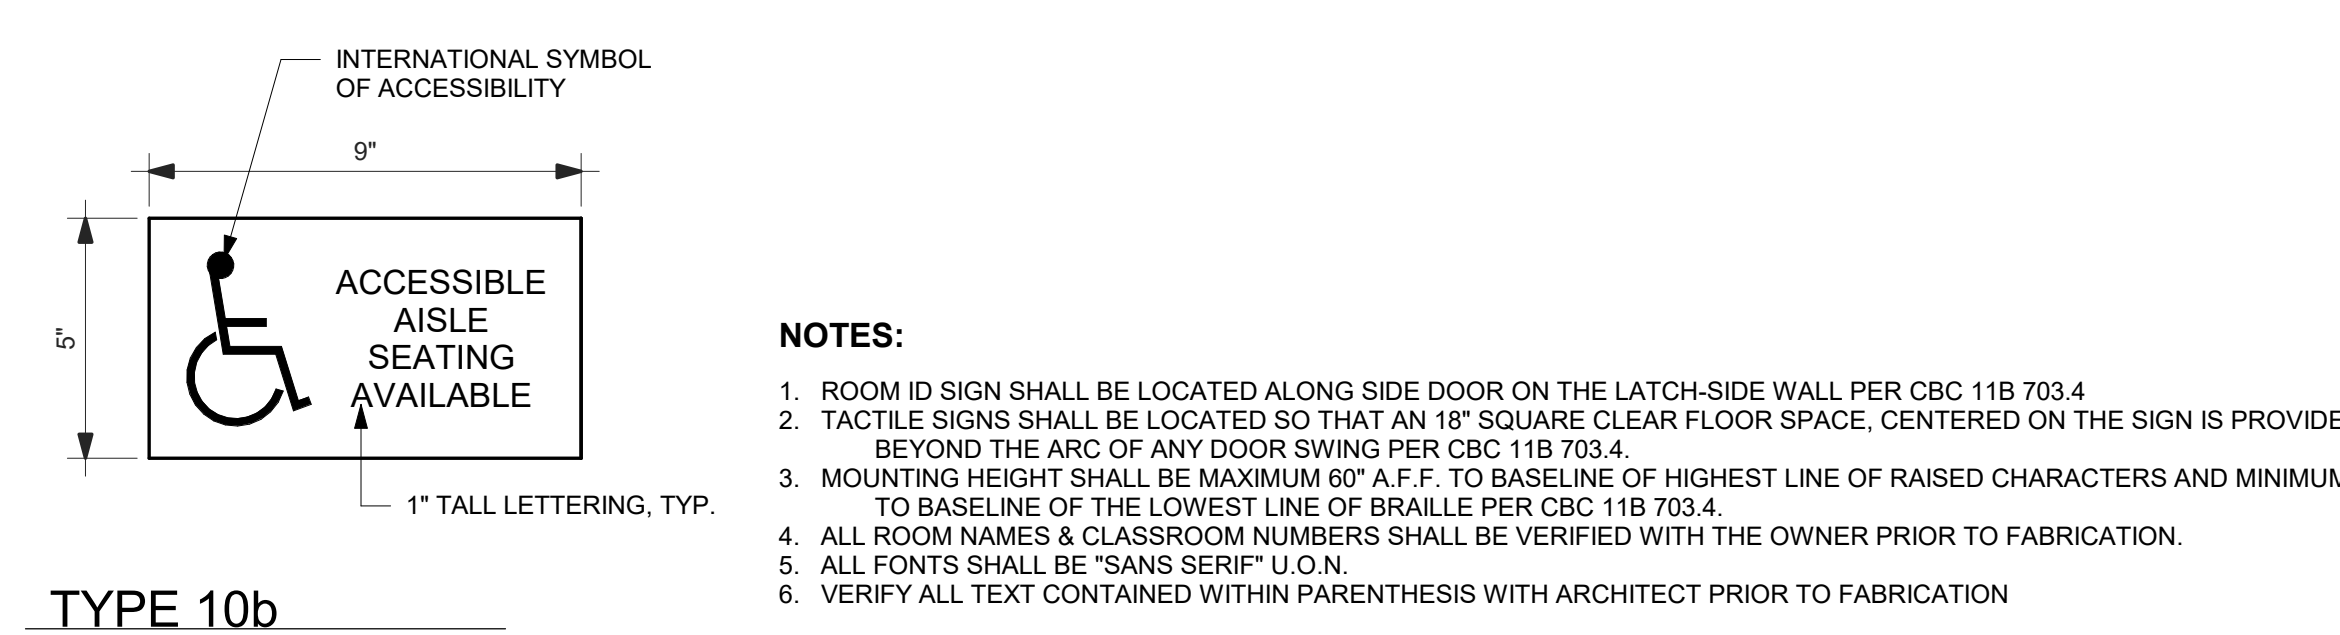 INTERNATIONAL SYMBOL
OF ACCESSIBILITY
9"
5"
ACCESSIBLE
AISLE
SEATING
AVAILABLE
1" TALL LETTERING, TYP.
TYPE 10b
NOTES:
1. ROOM ID SIGN SHALL BE LOCATED ALONG SIDE DOOR ON THE LATCH-SIDE WALL PER CBC 11B 703.4
2. TACTILE SIGNS SHALL BE LOCATED SO THAT AN 18" SQUARE CLEAR FLOOR SPACE, CENTERED ON THE SIGN IS PROVIDE
BEYOND THE ARC OF ANY DOOR SWING PER CBC 11B 703.4.
3. MOUNTING HEIGHT SHALL BE MAXIMUM 60" A.F.F. TO BASELINE OF HIGHEST LINE OF RAISED CHARACTERS AND MINIMUM
TO BASELINE OF THE LOWEST LINE OF BRAILLE PER CBC 11B 703.4.
4. ALL ROOM NAMES & CLASSROOM NUMBERS SHALL BE VERIFIED WITH THE OWNER PRIOR TO FABRICATION.
5. ALL FONTS SHALL BE "SANS SERIF" U.O.N.
6. VERIFY ALL TEXT CONTAINED WITHIN PARENTHESIS WITH ARCHITECT PRIOR TO FABRICATION